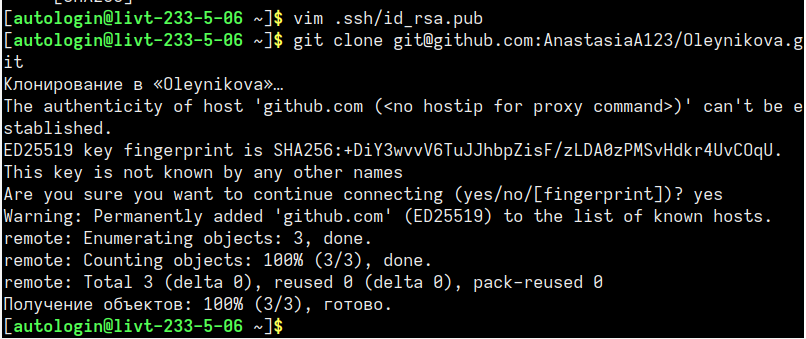 [autologin@livt-233-5-06 ~]$ vim .ssh/id_rsa.pub
[autologin@livt-233-5-06 ~]$ git clone git@github.com:AnastasiaA123/Oleynikova.g
it
Клонирование в «Oleynikova»…
The authenticity of host 'github.com (<no hostip for proxy command>)' can't be e
stablished.
ED25519 key fingerprint is SHA256:+DiY3wvvV6TuJJhbpZisF/zLDA0zPMSvHdkr4UvCOqU.
This key is not known by any other names
Are you sure you want to continue connecting (yes/no/[fingerprint])? yes
Warning: Permanently added 'github.com' (ED25519) to the list of known hosts.
remote: Enumerating objects: 3, done.
remote: Counting objects: 100% (3/3), done.
remote: Total 3 (delta 0), reused 0 (delta 0), pack-reused 0
Получение объектов: 100% (3/3), готово.
[autologin@livt-233-5-06 ~]$